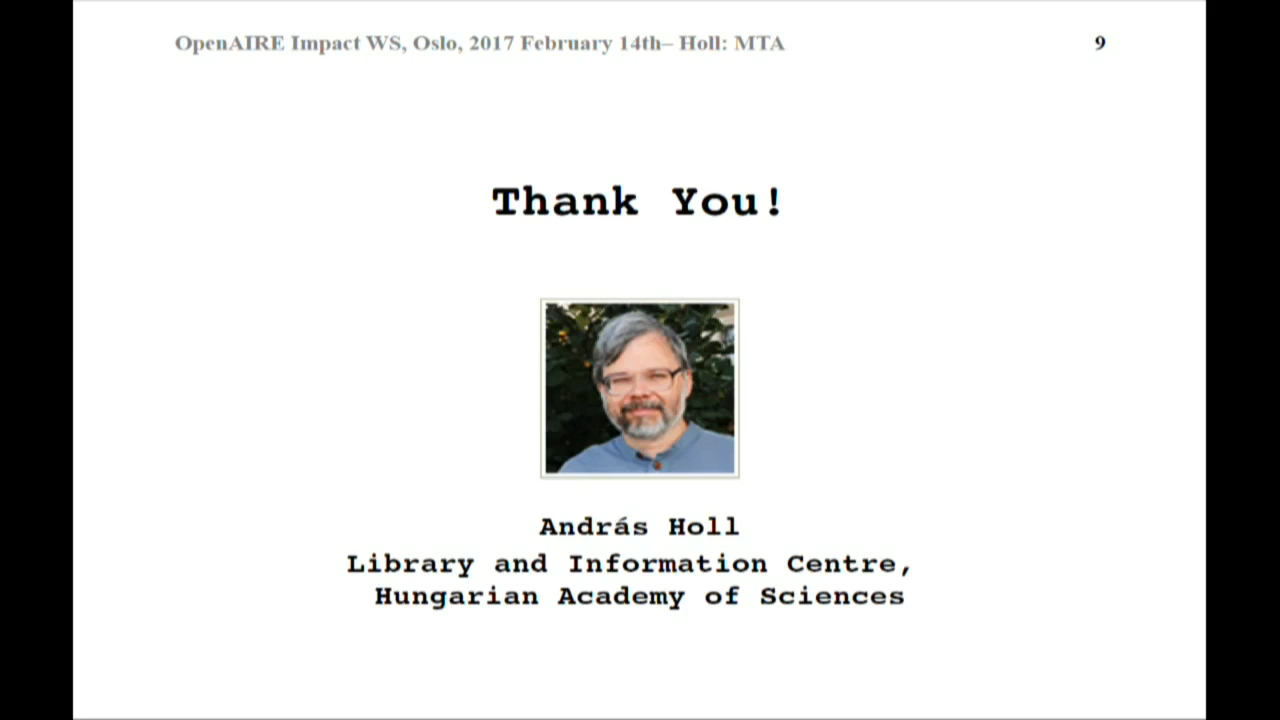 OpenAIRE Impact WS, Oslo, 2017 February 14th– Holl: MTA 9
Thank You!
András Holl
Library and Information Centre,
Hungarian Academy of Sciences